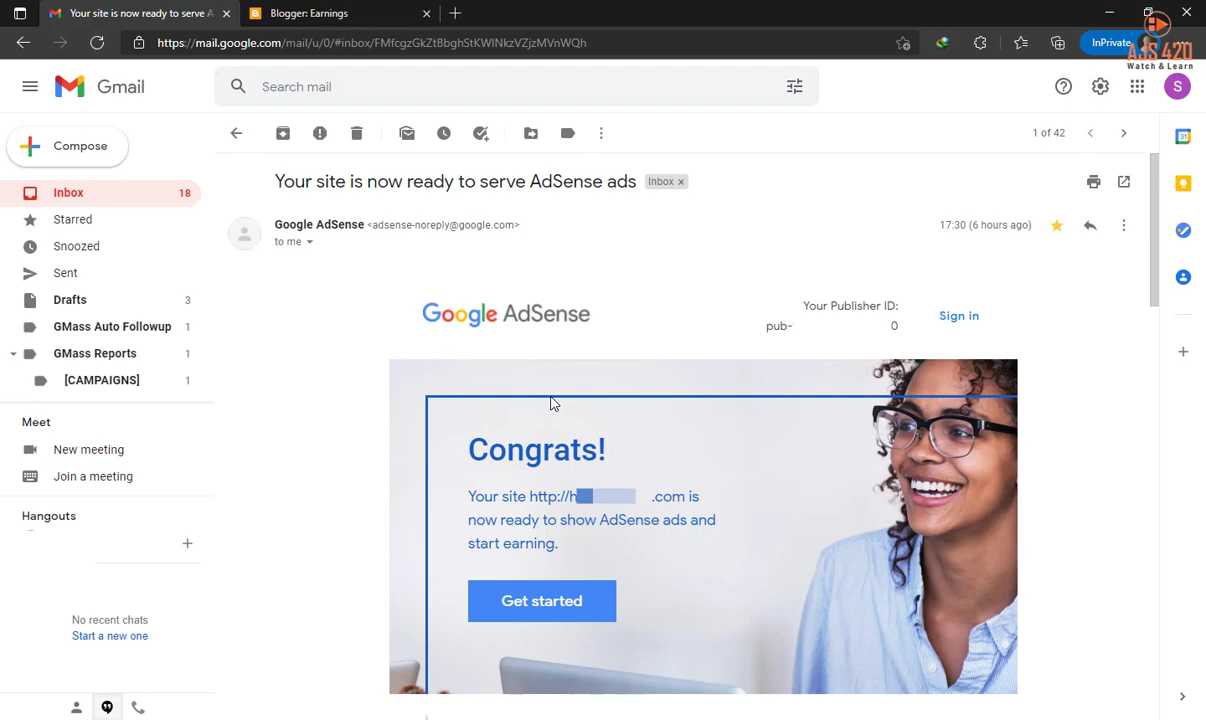 Your site is now ready to serve A
Blogger: Earnings
https://mail.google.com/mail/u/0/#inbox/FMfcgzGkZtBbghStKWlNkzVZjzMVnWQh
InPrivate
AJS 420
Watch & Learn
Gmail
Search mail
S
Compose
1 of 42
Inbox 18
Starred
Snoozed
Sent
Drafts 3
GMass Auto Followup 1
GMass Reports 1
[CAMPAIGNS] 1
Meet
New meeting
Join a meeting
Hangouts
No recent chats
Start a new one
Your site is now ready to serve AdSense ads Inbox x
Google AdSense <adsense-noreply@google.com>
17:30 (6 hours ago)
to me
Google AdSense
Your Publisher ID:
pub- 0
Sign in
Congrats!
Your site http://h .com is
now ready to show AdSense ads and
start earning.
Get started
31